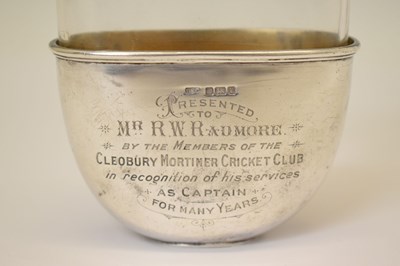 PRESENTED
TO
MR R.W. RADMORE.
BY THE MEMBERS OF THE
CLEOBURY MORTIMER CRICKET CLUB
in recognition of his services
AS CAPTAIN
FOR MANY YEARS.